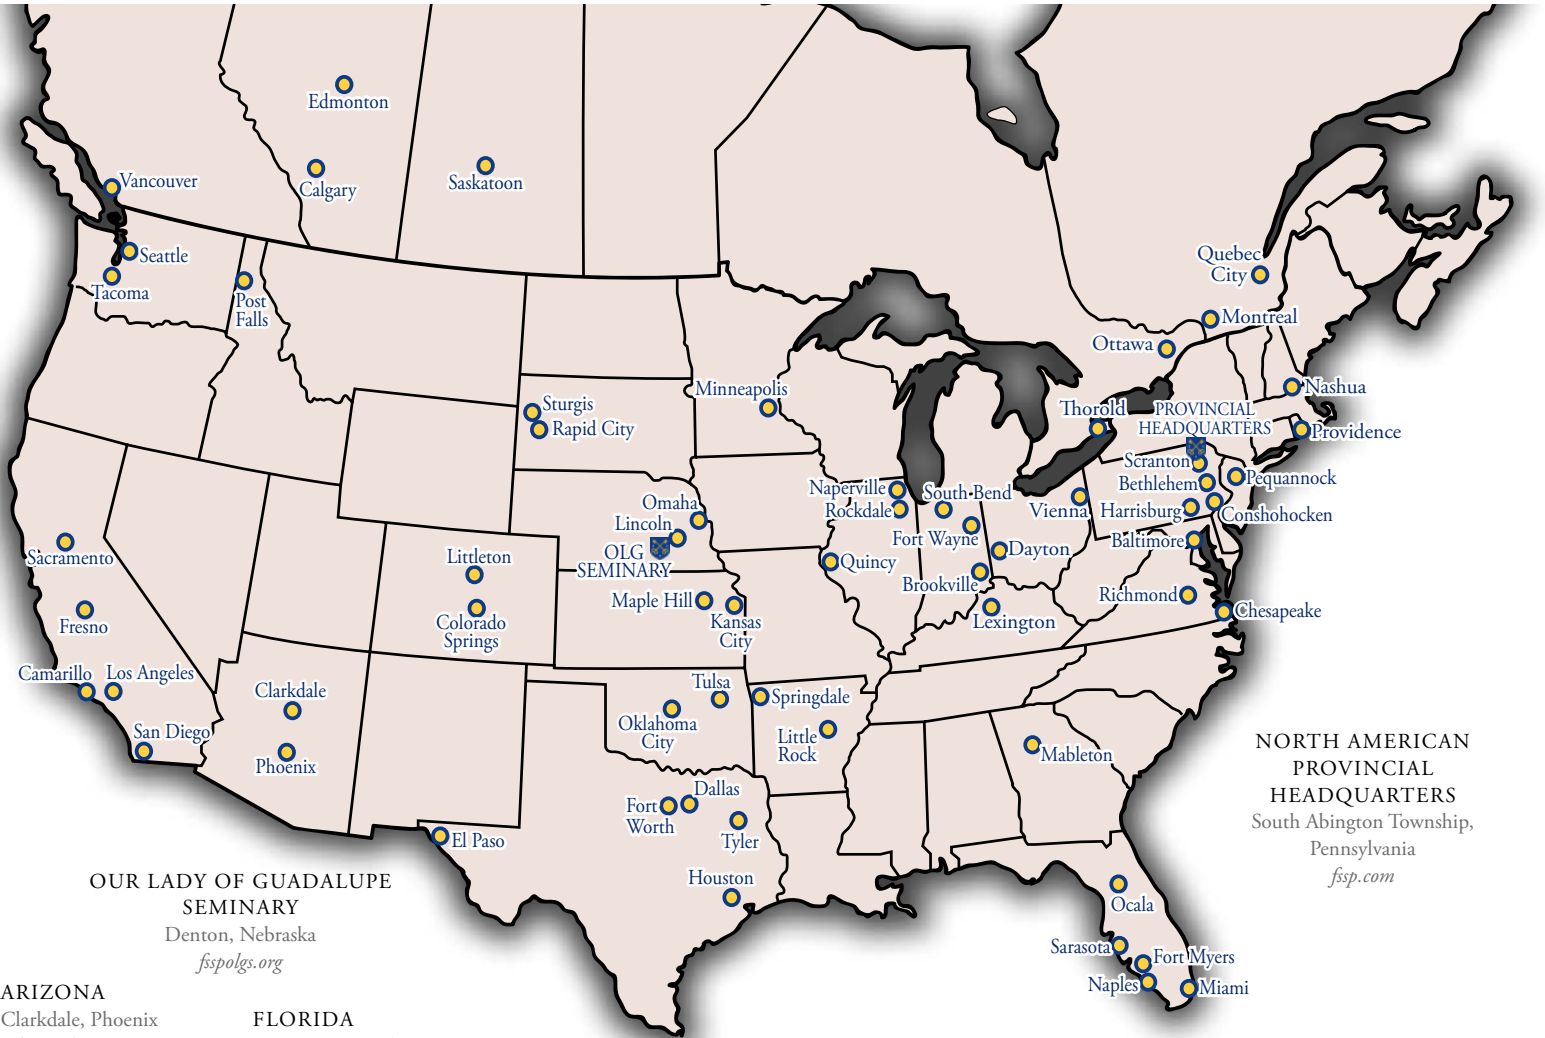 Edmonton
Calgary
Saskatoon
Vancouver
Seattle
Tacoma
Post
Falls
Quebec
City
Montreal
Ottawa
Nashua
Thorold
PROVINCIAL
HEADQUARTERS
Providence
Minneapolis
Sturgis
Rapid City
Scranton
Bethlehem
Pequannock
Harrisburg
Conshohocken
Naperville
Rockdale
South Bend
Vienna
Fort Wayne
Omaha
Lincoln
OLG
SEMINARY
Sacramento
Littleton
Quincy
Dayton
Baltimore
Brookville
Maple Hill
Kansas
City
Colorado
Springs
Fresno
Lexington
Richmond
Chesapeake
Camarillo
Los Angeles
San Diego
Clarkdale
Phoenix
Tulsa
Springdale
Oklahoma
City
Little
Rock
Mableton
Dallas
Fort
Worth
Tyler
El Paso
Houston
Ocala
Sarasota
Fort Myers
Naples
Miami
NORTH AMERICAN
PROVINCIAL
HEADQUARTERS
South Abington Township,
Pennsylvania
fssp.com
OUR LADY OF GUADALUPE
SEMINARY
Denton, Nebraska
fsspolgs.org
ARIZONA
Clarkdale, Phoenix
FLORIDA